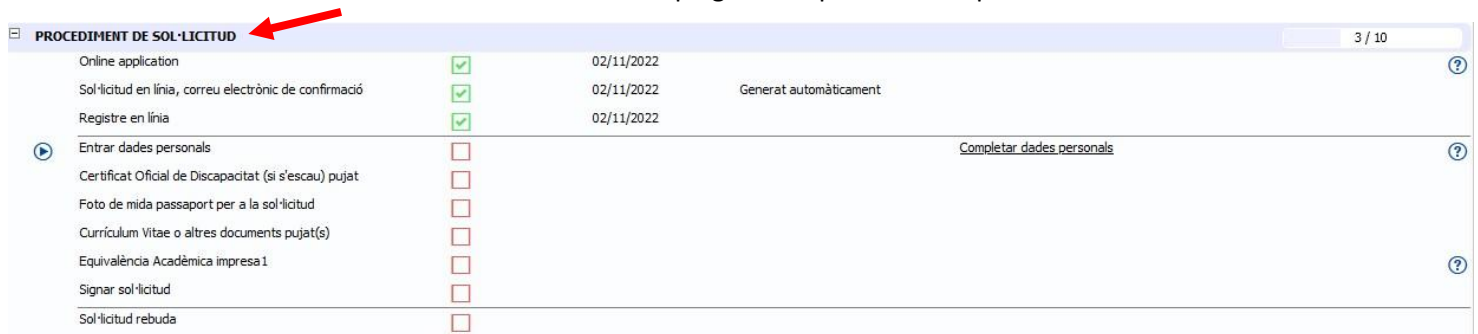 PROCEDIMENT DE SOL·LICITUD 3 / 10
Online application 02/11/2022
Sol·licitud en línia, correu electrònic de confirmació 02/11/2022 Generat automàticament
Registre en línia 02/11/2022
Entrar dades personals Completar dades personals
Certificat Oficial de Discapacitat (si s'escau) pujat
Foto de mida passaport per a la sol·licitud
Currículum Vitae o altres documents pujat(s)
Equivalència Acadèmica impresa1
Signar sol·licitud
Sol·licitud rebuda